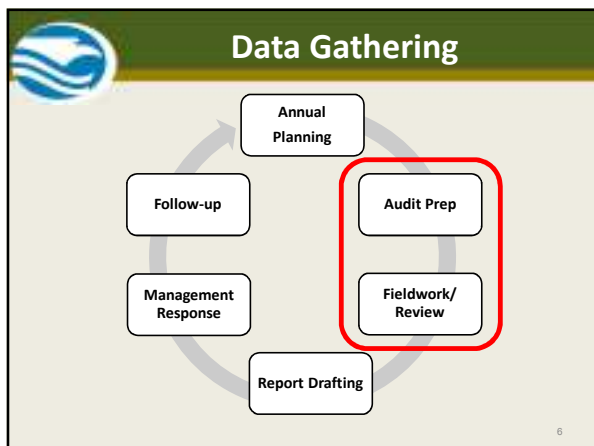 Data Gathering
Annual
Planning
Audit Prep
Fieldwork/
Review
Report Drafting
Management
Response
Follow-up
6